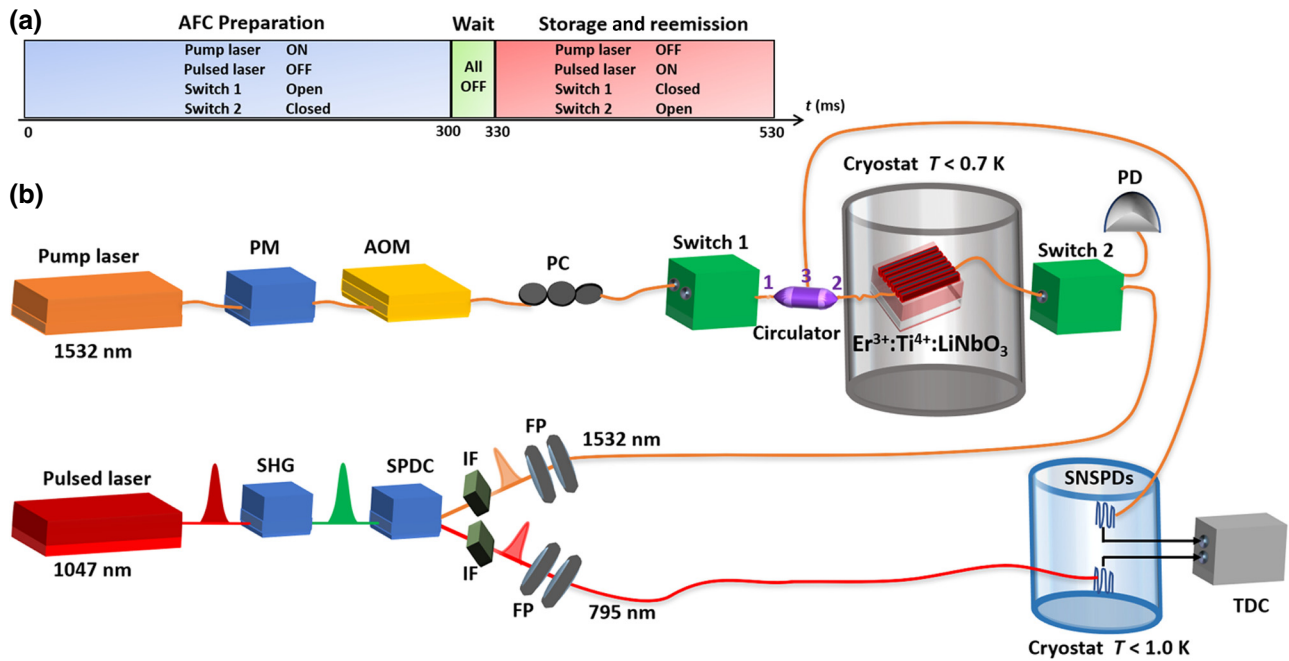 (a)
AFC Preparation Wait Storage and reemission
Pump laser ON All OFF Pump laser OFF
Pulsed laser OFF Pulsed laser ON
Switch 1 Open Switch 1 Closed
Switch 2 Closed Switch 2 Open
t (ms)
0 300 330 530
(b)
Cryostat T < 0.7 K
PD
Pump laser
PM
AOM
PC
Switch 1
1 3 2
Switch 2
Circulator
1532 nm
Er³⁺:Ti⁴⁺:LiNbO₃
Pulsed laser
SHG
SPDC
IF
FP
1532 nm
SNSPDs
1047 nm
IF
FP
795 nm
TDC
Cryostat T < 1.0 K